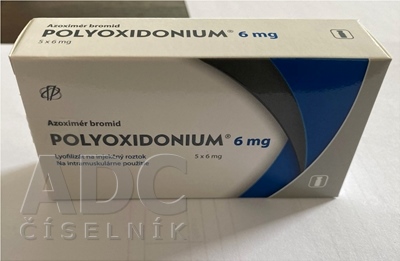 Azoximér bromid
POLYOXIDONIUM® 6 mg
5 x 6 mg
Azoximér bromid
POLYOXIDONIUM® 6 mg
Lyofilizát na injekčný roztok 5 x 6 mg
Na intramuskulárne použitie
ADC
ČÍSELNÍK